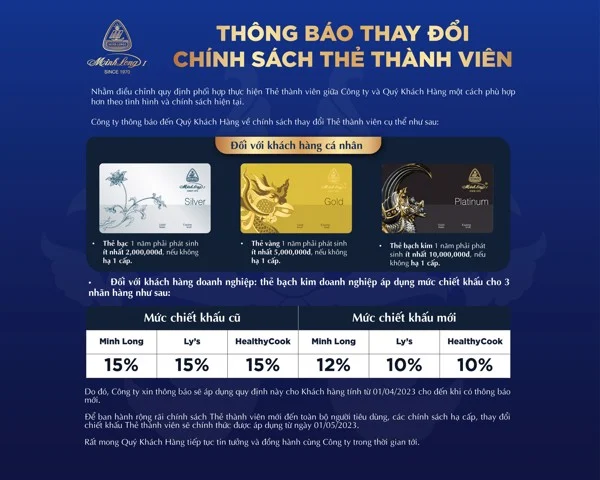 Minh Long I
SINCE 1970
THÔNG BÁO THAY ĐỔI
CHÍNH SÁCH THẺ THÀNH VIÊN
Nhằm điều chỉnh quy định phối hợp thực hiện Thẻ thành viên giữa Công ty và Quý Khách Hàng một cách phù hợp
hơn theo tình hình và chính sách hiện tại.
Công ty thông báo đến Quý Khách Hàng về chính sách thay đổi Thẻ thành viên cụ thể như sau:
Đối với khách hàng cá nhân
Minh Long
Silver
Minh Long
Gold
Minh Long
Platinum
• Thẻ bạc 1 năm phải phát sinh
ít nhất 2,000,000đ, nếu không
hạ 1 cấp.
• Thẻ vàng 1 năm phải phát sinh
ít nhất 5,000,000đ, nếu không
hạ 1 cấp.
• Thẻ bạch kim 1 năm phải phát
sinh ít nhất 10,000,000đ, nếu
không hạ 1 cấp.
• Đối với khách hàng doanh nghiệp: thẻ bạch kim doanh nghiệp áp dụng mức chiết khấu cho 3
nhãn hàng như sau:
Mức chiết khấu cũ Mức chiết khấu mới
Minh Long Ly's HealthyCook Minh Long Ly's HealthyCook
15% 15% 15% 12% 10% 10%
Do đó, Công ty xin thông báo sẽ áp dụng quy định này cho Khách hàng tính từ 01/04/2023 cho đến khi có thông báo
mới.
Để ban hành rộng rãi chính sách Thẻ thành viên mới đến toàn bộ người tiêu dùng, các chính sách hạ cấp, thay đổi
chiết khấu Thẻ thành viên sẽ chính thức được áp dụng từ ngày 01/05/2023.
Rất mong Quý Khách Hàng tiếp tục tin tưởng và đồng hành cùng Công ty trong thời gian tới.